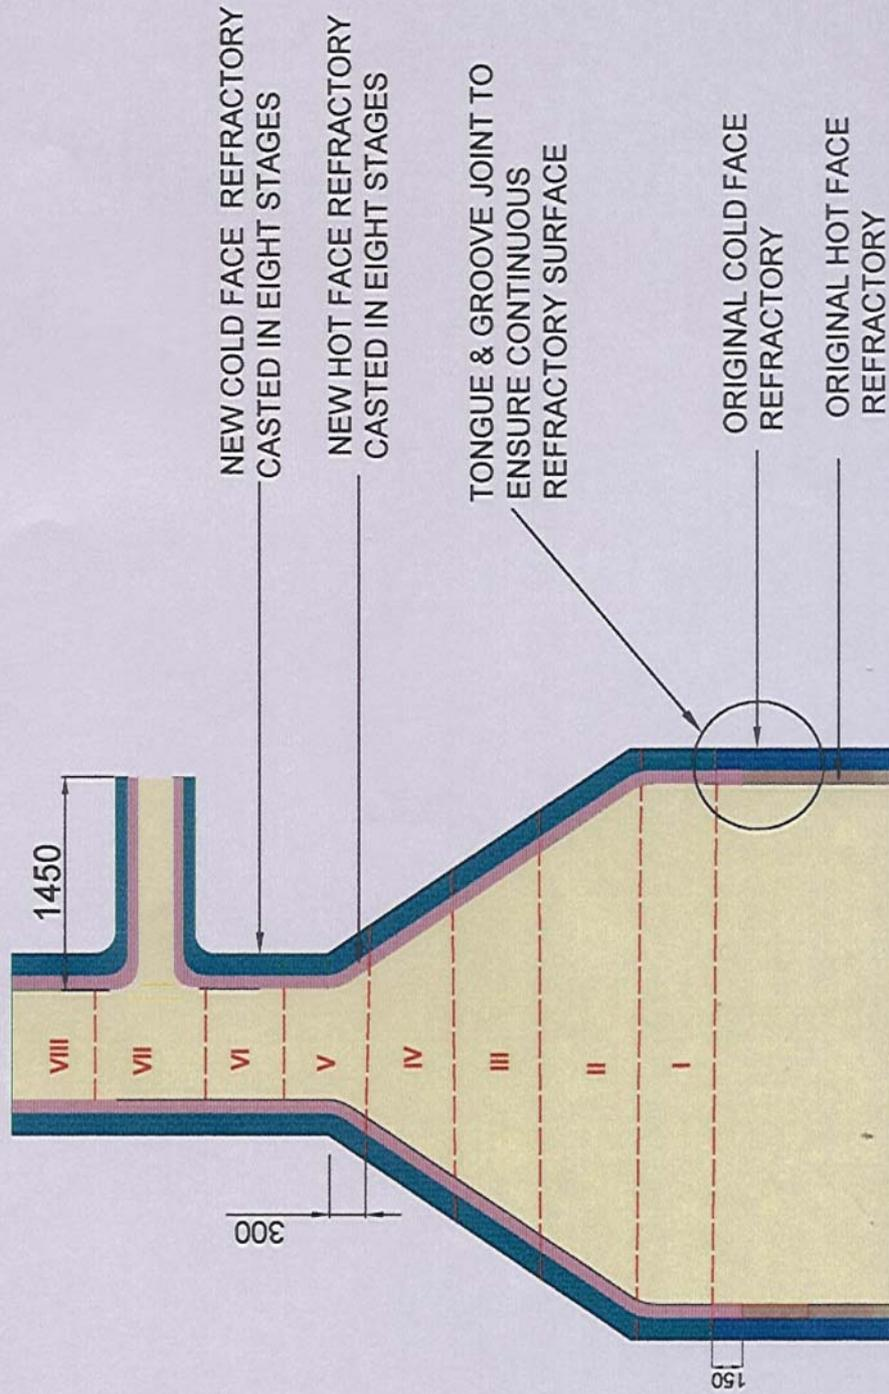 NEW COLD FACE REFRACTORY
CASTED IN EIGHT STAGES
NEW HOT FACE REFRACTORY
CASTED IN EIGHT STAGES
TONGUE & GROOVE JOINT TO
ENSURE CONTINUOUS
REFRACTORY SURFACE
ORIGINAL COLD FACE
REFRACTORY
ORIGINAL HOT FACE
REFRACTORY
1450
VIII
VII
VI
V
IV
III
II
I
300
150